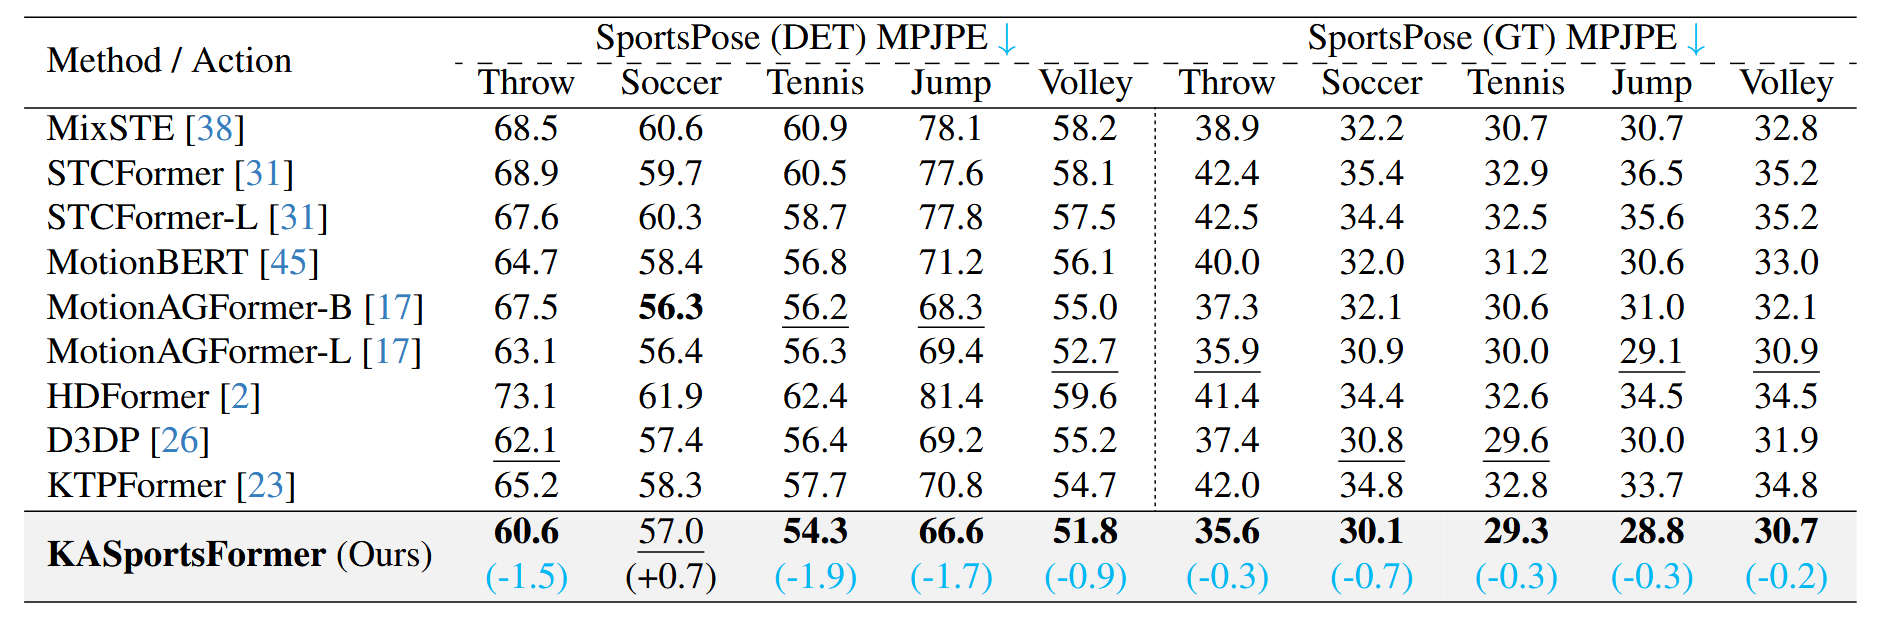 Method / Action SportsPose (DET) MPJPE ↓ SportsPose (GT) MPJPE ↓
Throw Soccer Tennis Jump Volley Throw Soccer Tennis Jump Volley
MixSTE [38] 68.5 60.6 60.9 78.1 58.2 38.9 32.2 30.7 30.7 32.8
STCFormer [31] 68.9 59.7 60.5 77.6 58.1 42.4 35.4 32.9 36.5 35.2
STCFormer-L [31] 67.6 60.3 58.7 77.8 57.5 42.5 34.4 32.5 35.6 35.2
MotionBERT [45] 64.7 58.4 56.8 71.2 56.1 40.0 32.0 31.2 30.6 33.0
MotionAGFormer-B [17] 67.5 56.3 56.2 68.3 55.0 37.3 32.1 30.6 31.0 32.1
MotionAGFormer-L [17] 63.1 56.4 56.3 69.4 52.7 35.9 30.9 30.0 29.1 30.9
HDFormer [2] 73.1 61.9 62.4 81.4 59.6 41.4 34.4 32.6 34.5 34.5
D3DP [26] 62.1 57.4 56.4 69.2 55.2 37.4 30.8 29.6 30.0 31.9
KTPFormer [23] 65.2 58.3 57.7 70.8 54.7 42.0 34.8 32.8 33.7 34.8
KASportsFormer (Ours) 60.6 57.0 54.3 66.6 51.8 35.6 30.1 29.3 28.8 30.7
(-1.5) (+0.7) (-1.9) (-1.7) (-0.9) (-0.3) (-0.7) (-0.3) (-0.3) (-0.2)